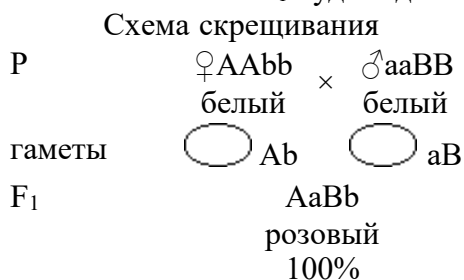 Схема скрещивания
P ♀AAbb × ♂aaBB
белый белый
гаметы Ab aB
F1 AaBb
розовый
100%